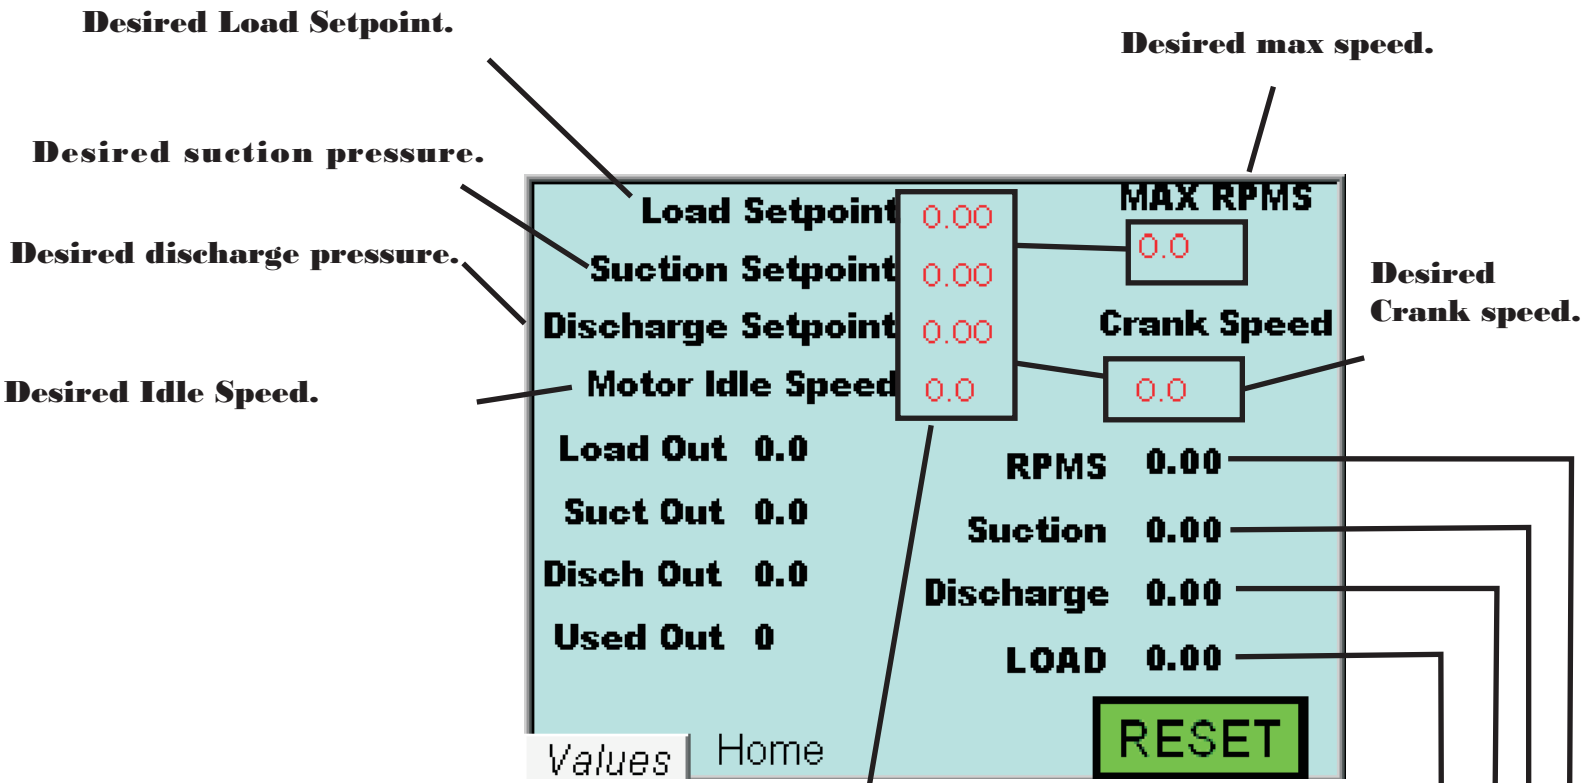 Desired Load Setpoint.
Desired max speed.
Desired suction pressure.
Desired discharge pressure.
Desired Idle Speed.
Desired
Crank speed.
Load Setpoint 0.00
Suction Setpoint 0.00
Discharge Setpoint 0.00
Motor Idle Speed 0.0
MAX RPMS
0.0
Crank Speed
0.0
Load Out 0.0
Suct Out 0.0
Disch Out 0.0
Used Out 0
RPMS 0.00
Suction 0.00
Discharge 0.00
LOAD 0.00
RESET
Values Home